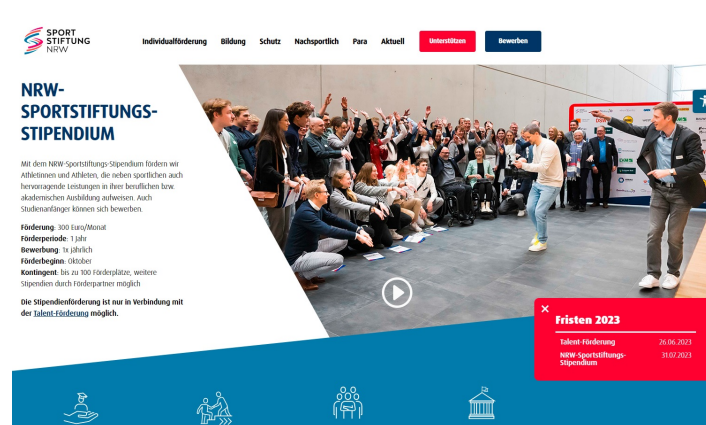 SPORT
STIFTUNG
NRW
Individualförderung Bildung Schutz Nachsportlich Para Aktuell Unterstützen Bewerben
NRW-
SPORTSTIFTUNGS-
STIPENDIUM
Mit dem NRW-Sportstiftungs-Stipendium fördern wir
Athletinnen und Athleten, die neben sportlichen auch
hervorragende Leistungen in ihrer beruflichen bzw.
akademischen Ausbildung aufweisen. Auch
Studienanfänger können sich bewerben.
Förderung: 300 Euro/Monat
Förderperiode: 1 Jahr
Bewerbung: 1x jährlich
Förderbeginn: Oktober
Kontingent: bis zu 100 Förderplätze, weitere
Stipendien durch Förderpartner möglich
Die Stipendienförderung ist nur in Verbindung mit
der Talent-Förderung möglich.
Fristen 2023
Talent-Förderung 26.06.2023
NRW-Sportstiftungs- 31.07.2023
Stipendium